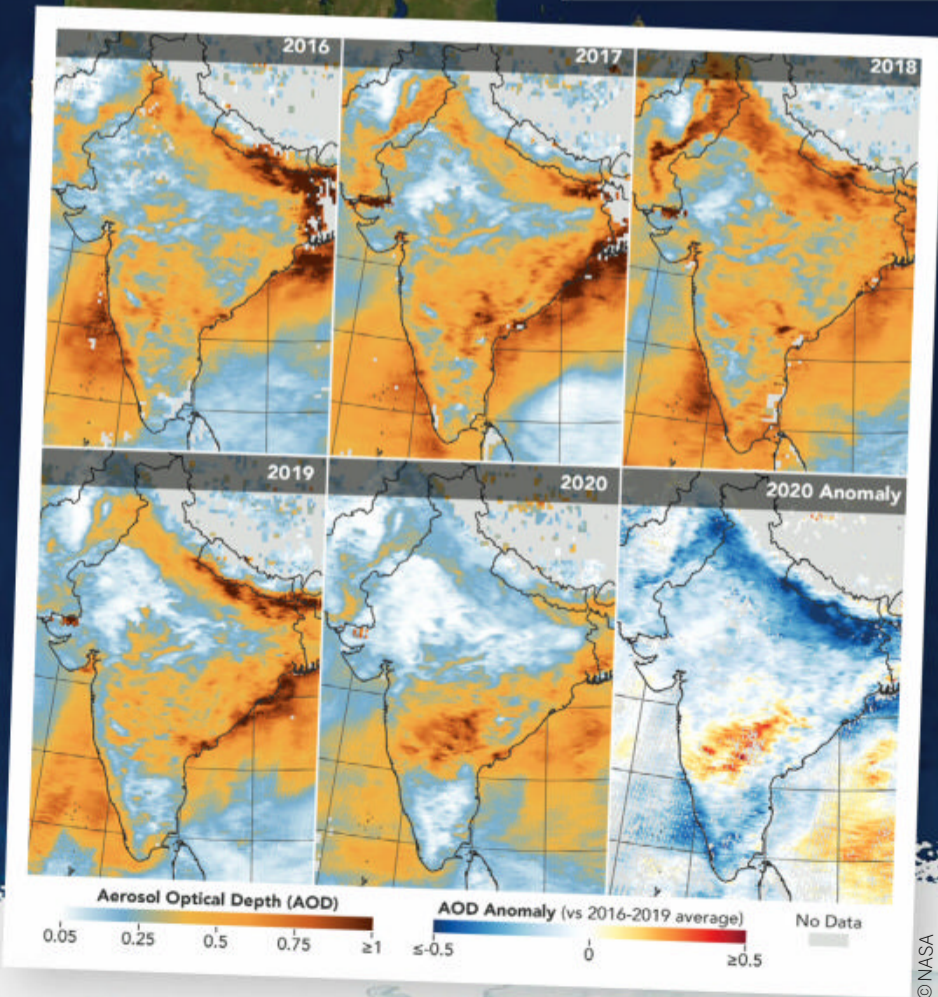 2016
2017
2018
2019
2020
2020 Anomaly
Aerosol Optical Depth (AOD)
0.05 0.25 0.5 0.75 ≥1
AOD Anomaly (vs 2016-2019 average)
≤-0.5 0 ≥0.5
No Data
© NASA